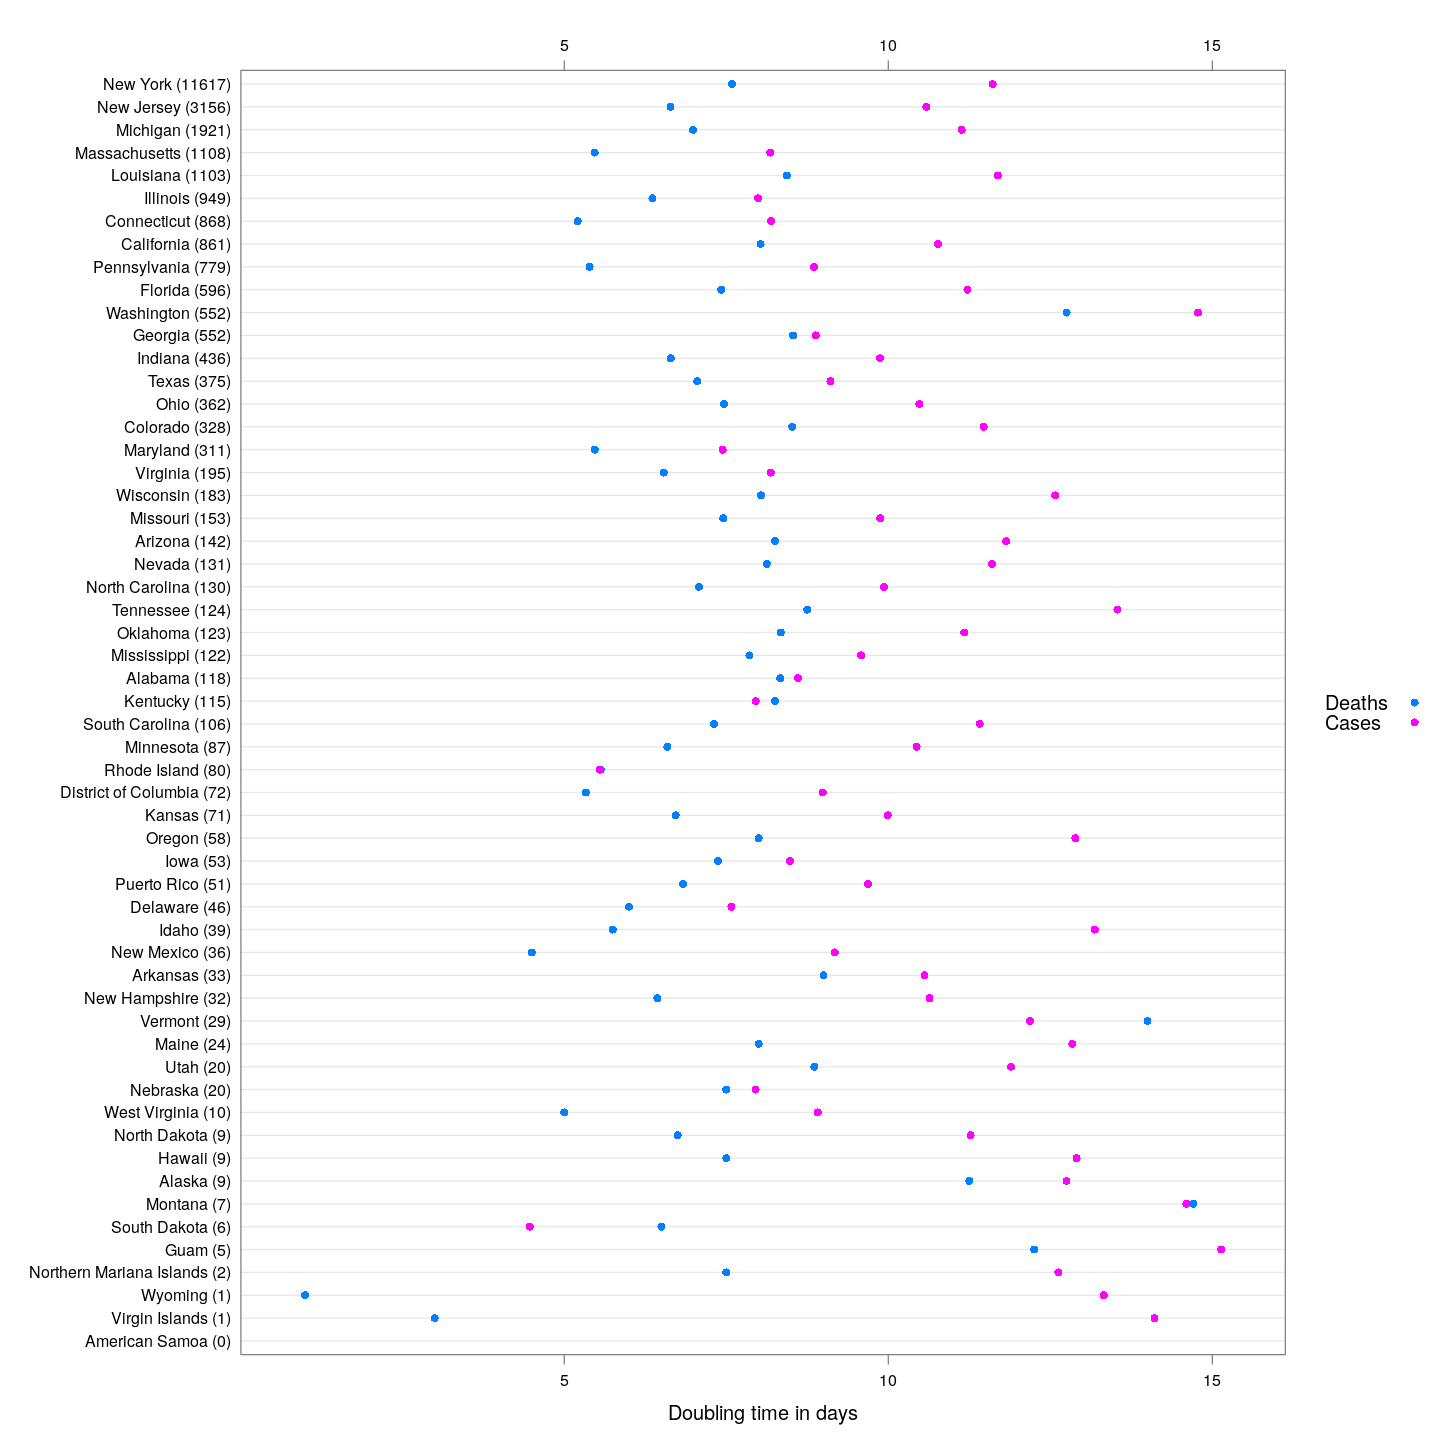 5 10 15
New York (11617)
New Jersey (3156)
Michigan (1921)
Massachusetts (1108)
Louisiana (1103)
Illinois (949)
Connecticut (868)
California (861)
Pennsylvania (779)
Florida (596)
Washington (552)
Georgia (552)
Indiana (436)
Texas (375)
Ohio (362)
Colorado (328)
Maryland (311)
Virginia (195)
Wisconsin (183)
Missouri (153)
Arizona (142)
Nevada (131)
North Carolina (130)
Tennessee (124)
Oklahoma (123)
Mississippi (122)
Alabama (118)
Kentucky (115)
South Carolina (106)
Minnesota (87)
Rhode Island (80)
District of Columbia (72)
Kansas (71)
Oregon (58)
Iowa (53)
Puerto Rico (51)
Delaware (46)
Idaho (39)
New Mexico (36)
Arkansas (33)
New Hampshire (32)
Vermont (29)
Maine (24)
Utah (20)
Nebraska (20)
West Virginia (10)
North Dakota (9)
Hawaii (9)
Alaska (9)
Montana (7)
South Dakota (6)
Guam (5)
Northern Mariana Islands (2)
Wyoming (1)
Virgin Islands (1)
American Samoa (0)
5 10 15
Doubling time in days
Deaths
Cases